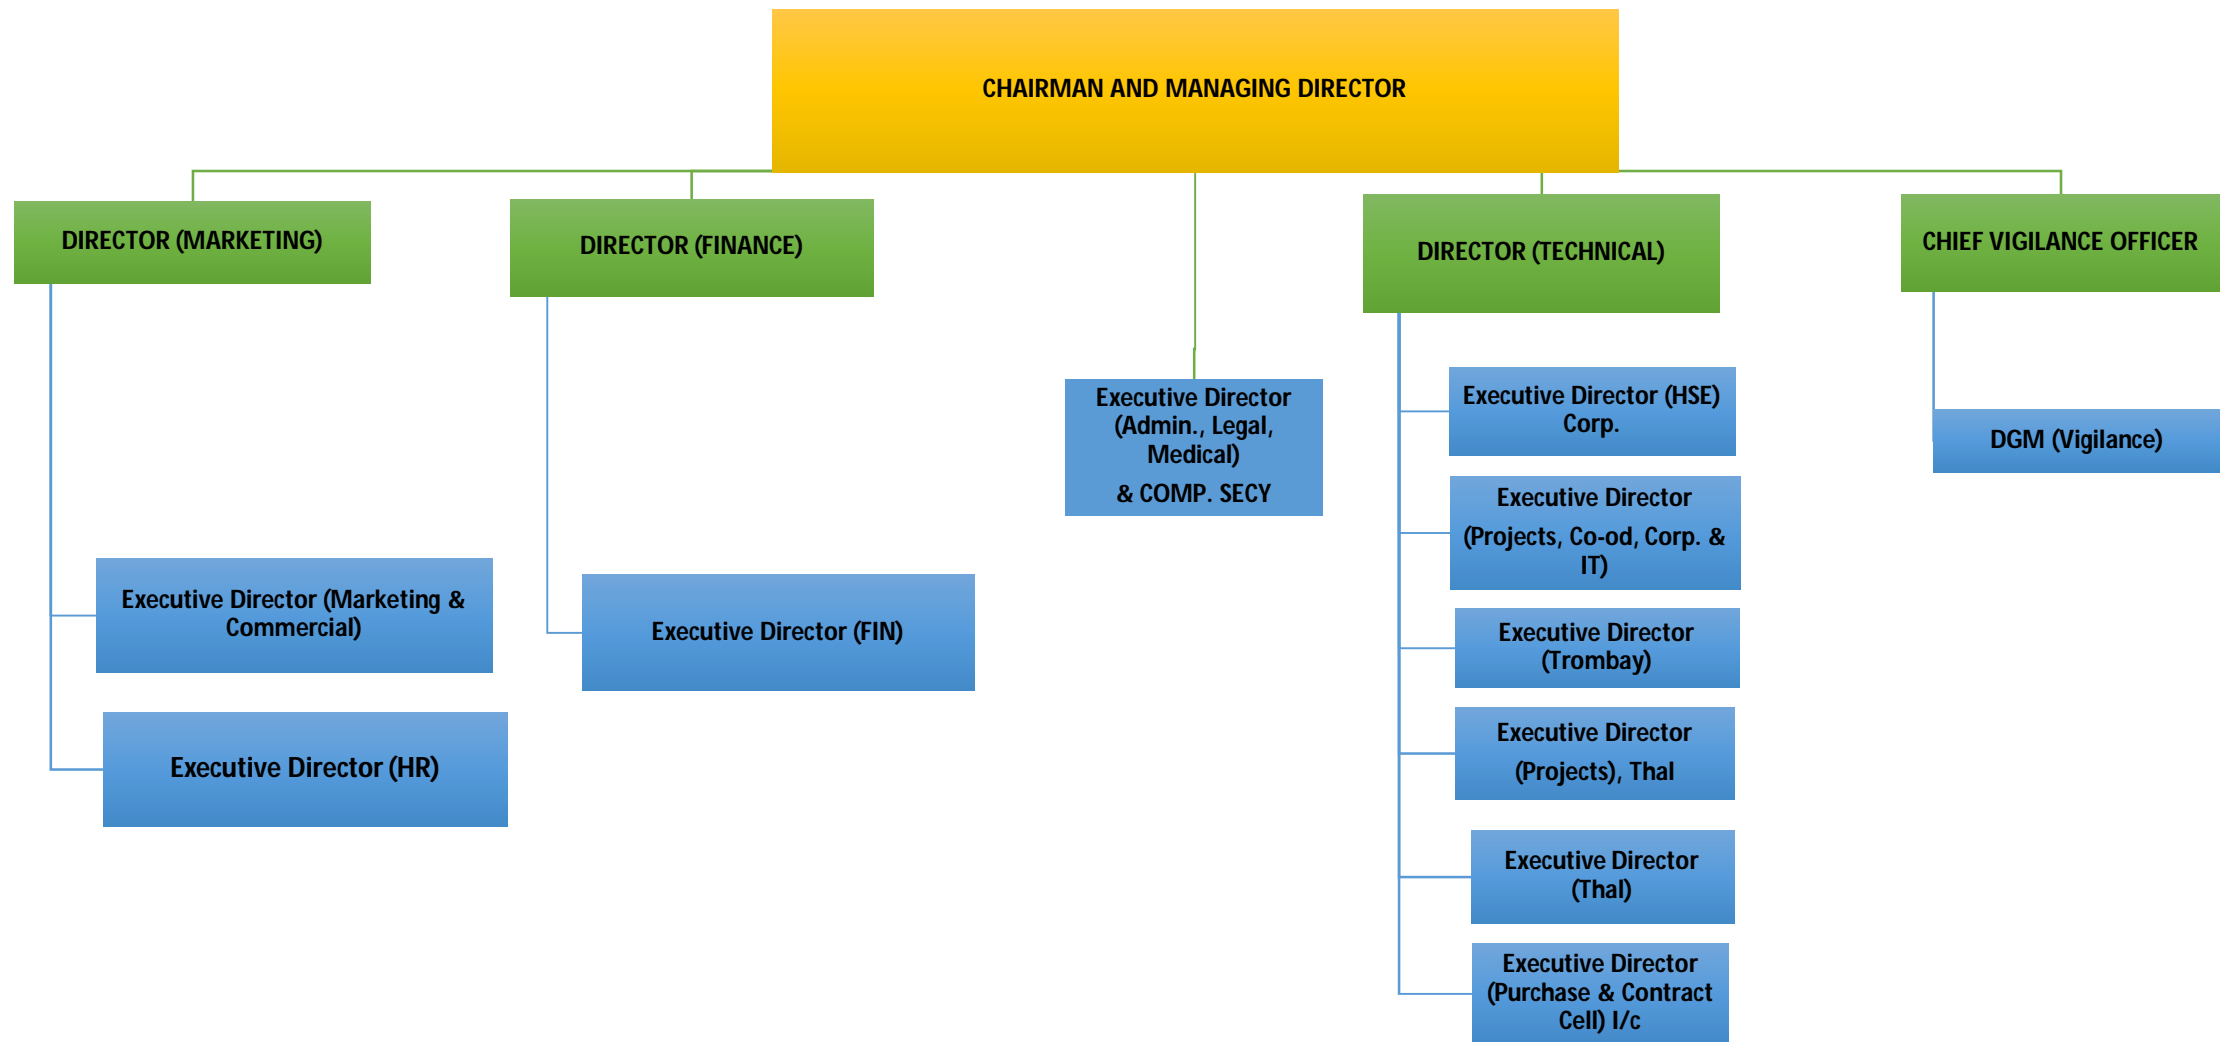 CHAIRMAN AND MANAGING DIRECTOR
DIRECTOR (MARKETING)
DIRECTOR (FINANCE)
DIRECTOR (TECHNICAL)
CHIEF VIGILANCE OFFICER
Executive Director (Marketing &
Commercial)
Executive Director (HR)
Executive Director (FIN)
Executive Director
(Admin., Legal,
Medical)
& COMP. SECY
Executive Director (HSE)
Corp.
Executive Director
(Projects, Co-od, Corp. &
IT)
Executive Director
(Trombay)
Executive Director
(Projects), Thal
Executive Director
(Thal)
Executive Director
(Purchase & Contract
Cell) I/c
DGM (Vigilance)